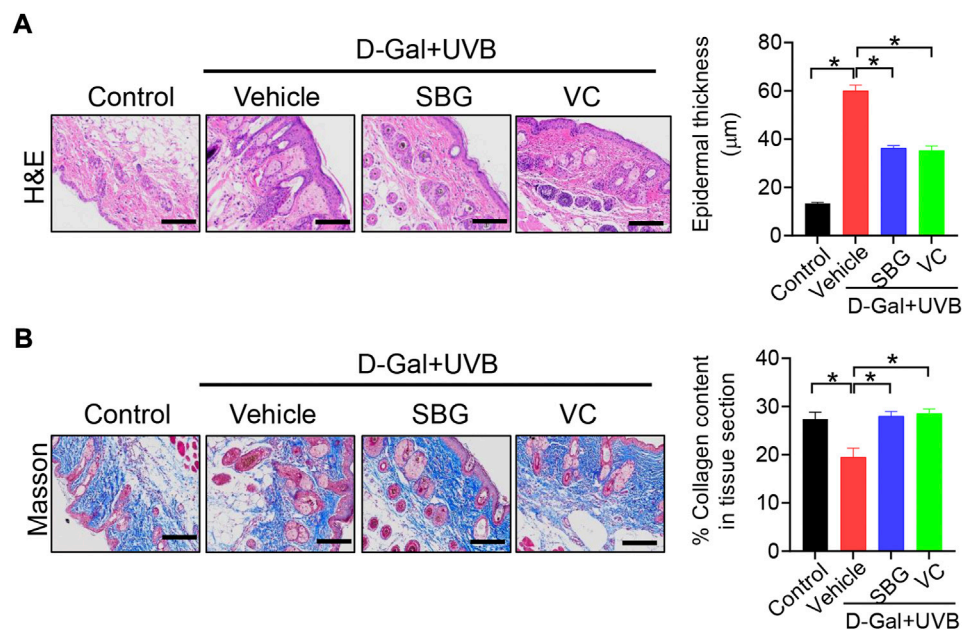 A
D-Gal+UVB
Control Vehicle SBG VC
H&E
Epidermal thickness
(μm)
80
60
40
20
0
* * *
Control Vehicle SBG VC
D-Gal+UVB
B
D-Gal+UVB
Control Vehicle SBG VC
Masson
% Collagen content
in tissue section
40
30
20
10
0
* * *
Control Vehicle SBG VC
D-Gal+UVB